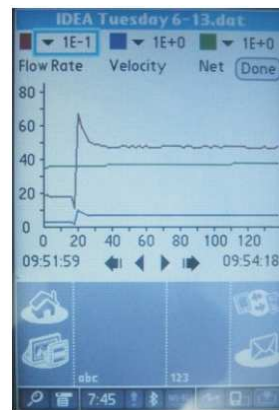 IDEA Tuesday 6-13.dat
1E-1 1E+0 1E+0
Flow Rate Velocity Net Done
80
60
40
20
0
0 20 40 60 80 100 120
09:51:59 09:54:18
abc 123
7:45